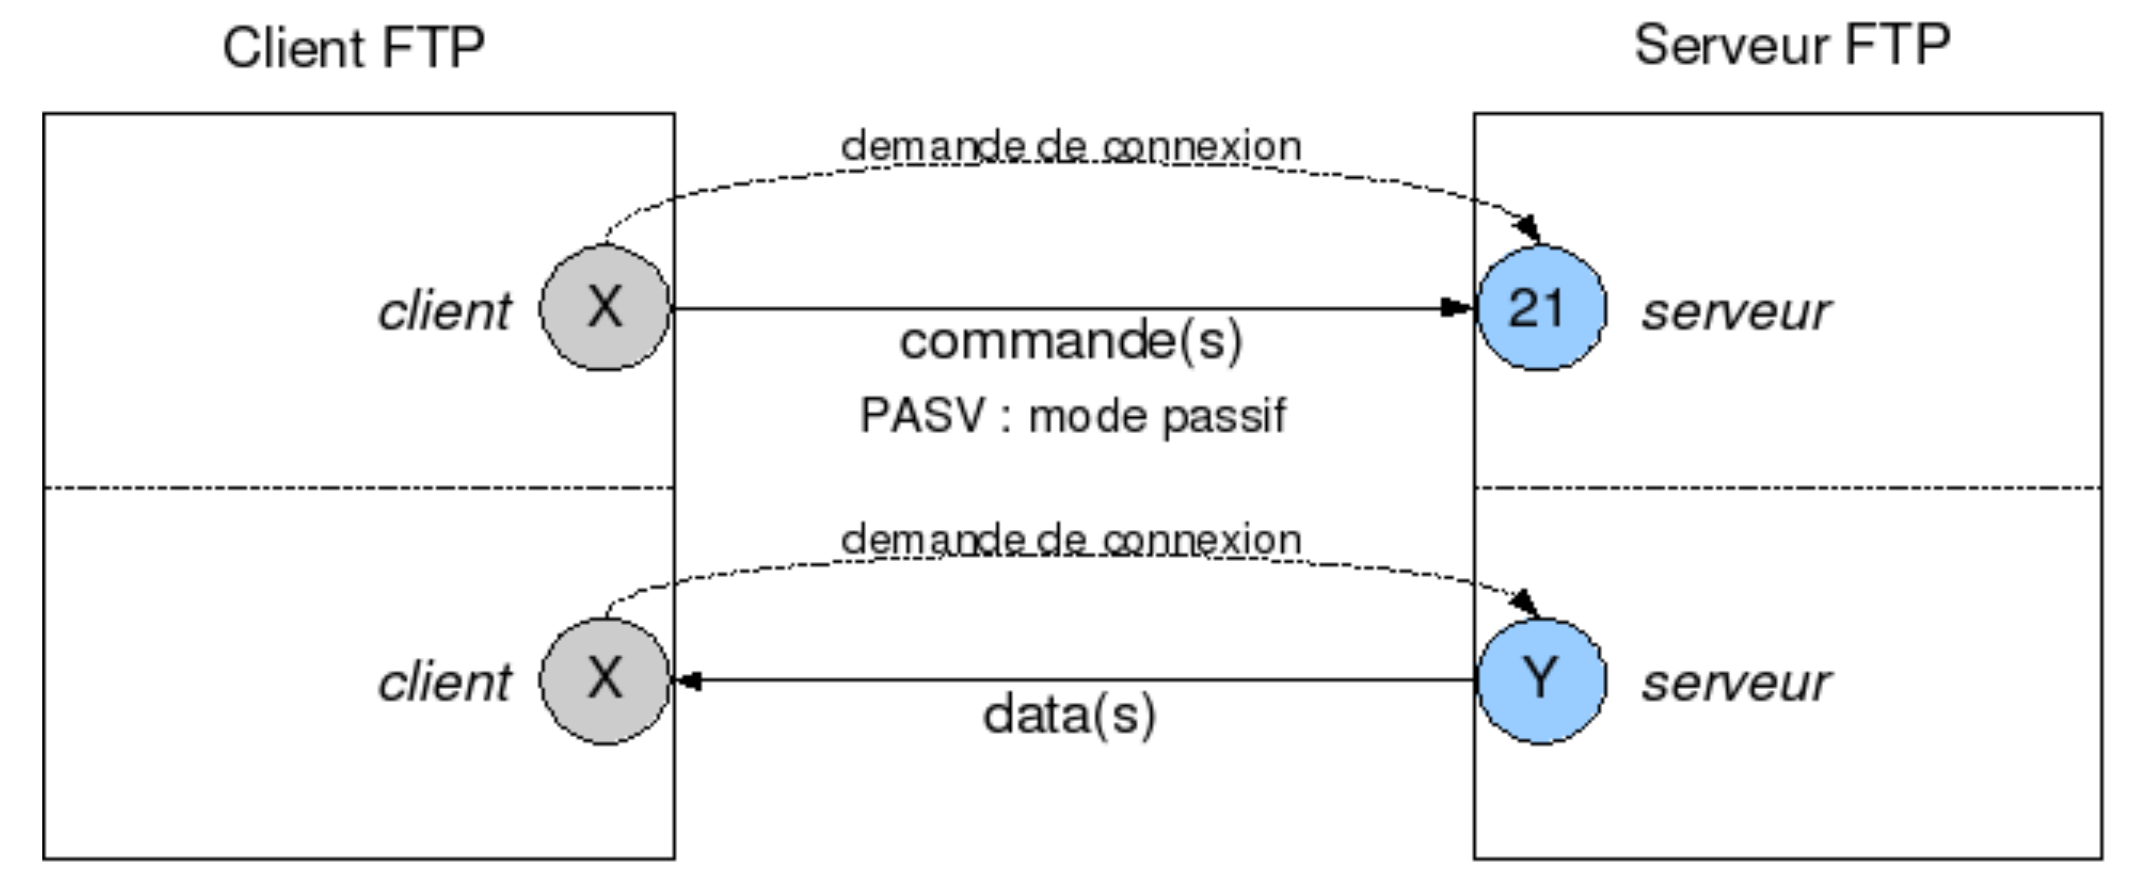 Client FTP
Serveur FTP
demande de connexion
client
X
21
serveur
commande(s)
PASV : mode passif
demande de connexion
client
X
Y
serveur
data(s)